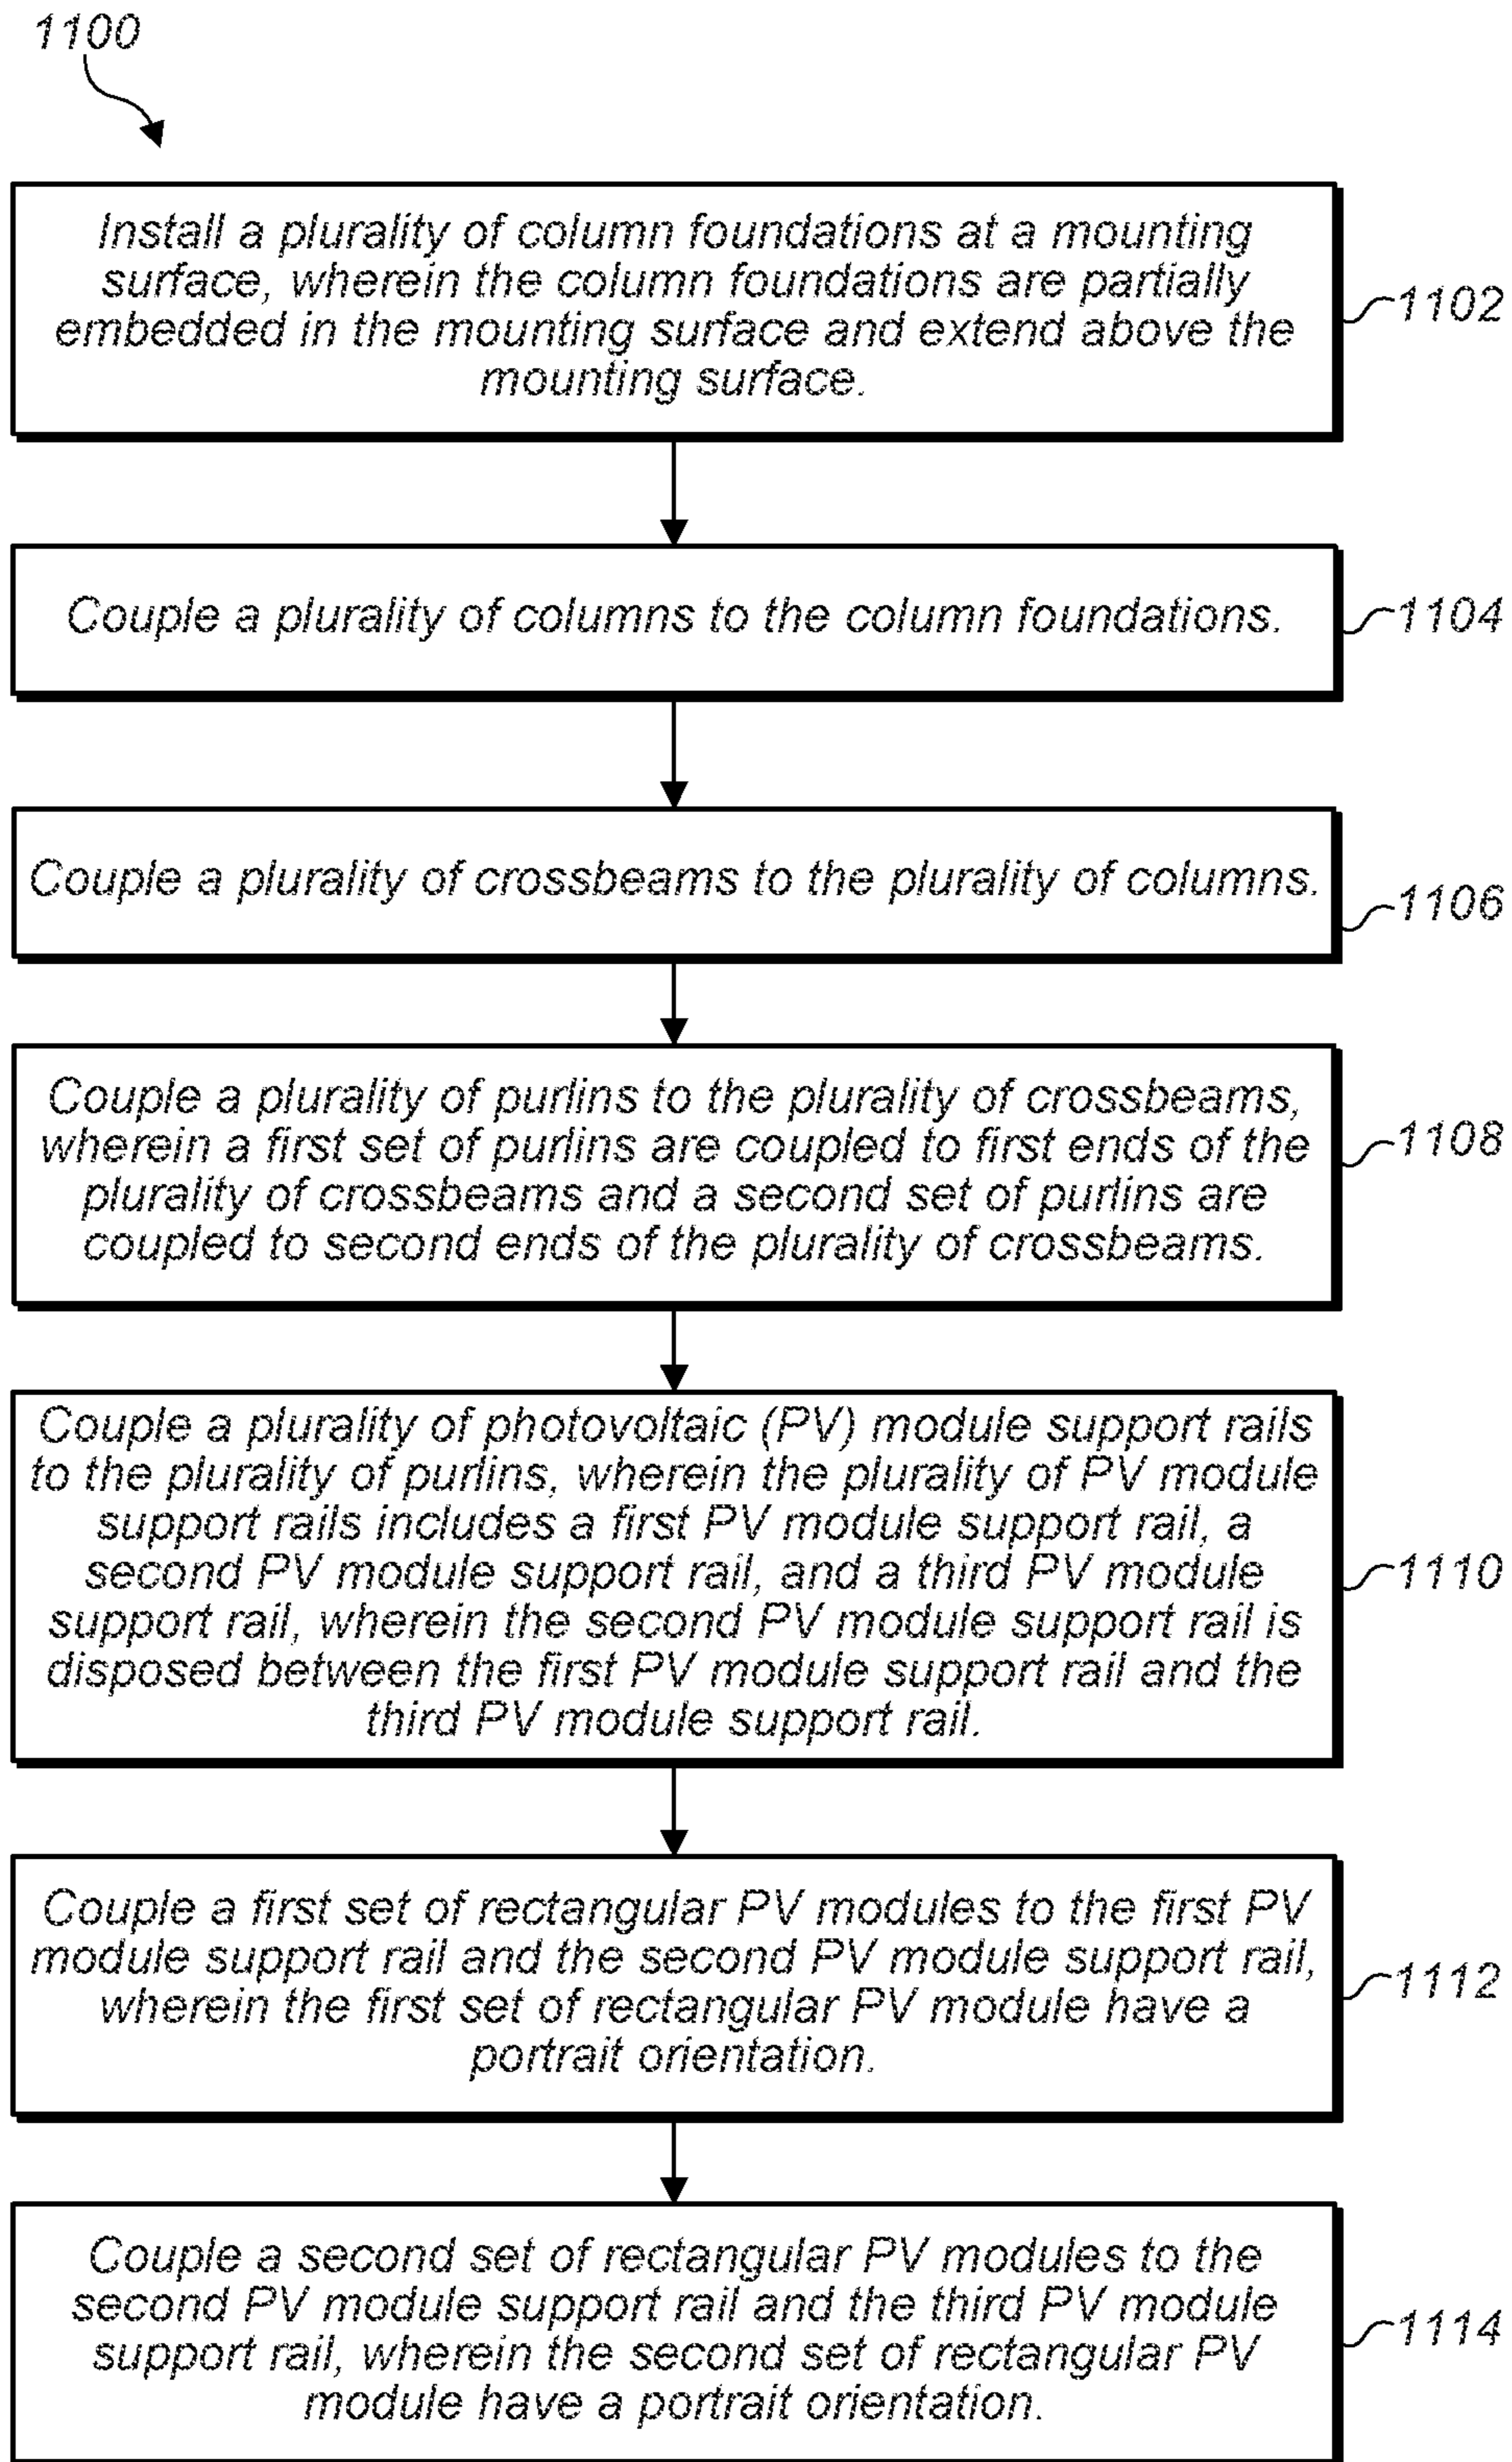 1100
Install a plurality of column foundations at a mounting
surface, wherein the column foundations are partially
embedded in the mounting surface and extend above the
mounting surface.
1102
Couple a plurality of columns to the column foundations.
1104
Couple a plurality of crossbeams to the plurality of columns.
1106
Couple a plurality of purlins to the plurality of crossbeams,
wherein a first set of purlins are coupled to first ends of the
plurality of crossbeams and a second set of purlins are
coupled to second ends of the plurality of crossbeams.
1108
Couple a plurality of photovoltaic (PV) module support rails
to the plurality of purlins, wherein the plurality of PV module
support rails includes a first PV module support rail, a
second PV module support rail, and a third PV module
support rail, wherein the second PV module support rail is
disposed between the first PV module support rail and the
third PV module support rail.
1110
Couple a first set of rectangular PV modules to the first PV
module support rail and the second PV module support rail,
wherein the first set of rectangular PV module have a
portrait orientation.
1112
Couple a second set of rectangular PV modules to the
second PV module support rail and the third PV module
support rail, wherein the second set of rectangular PV
module have a portrait orientation.
1114